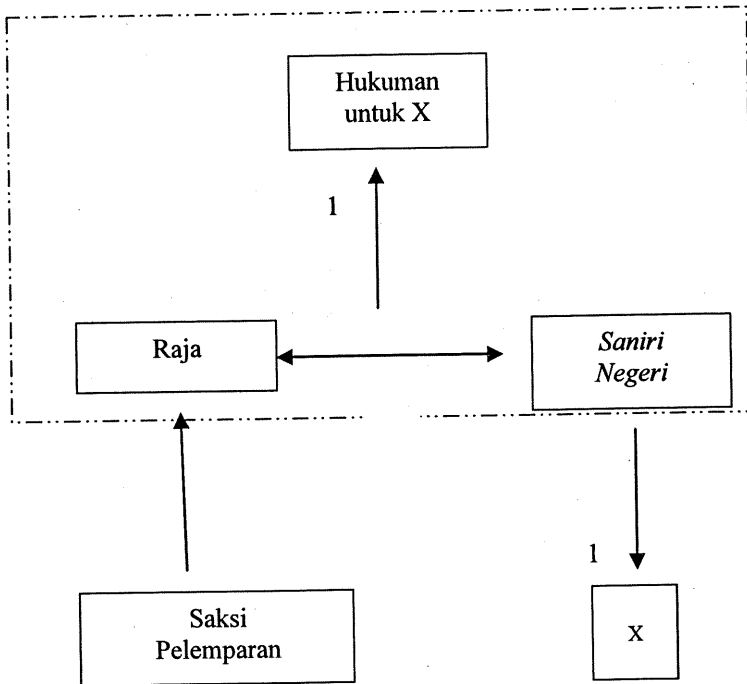 Hukuman
untuk X
1
Raja
Saniri
Negeri
1
Saksi
Pelemparan
X